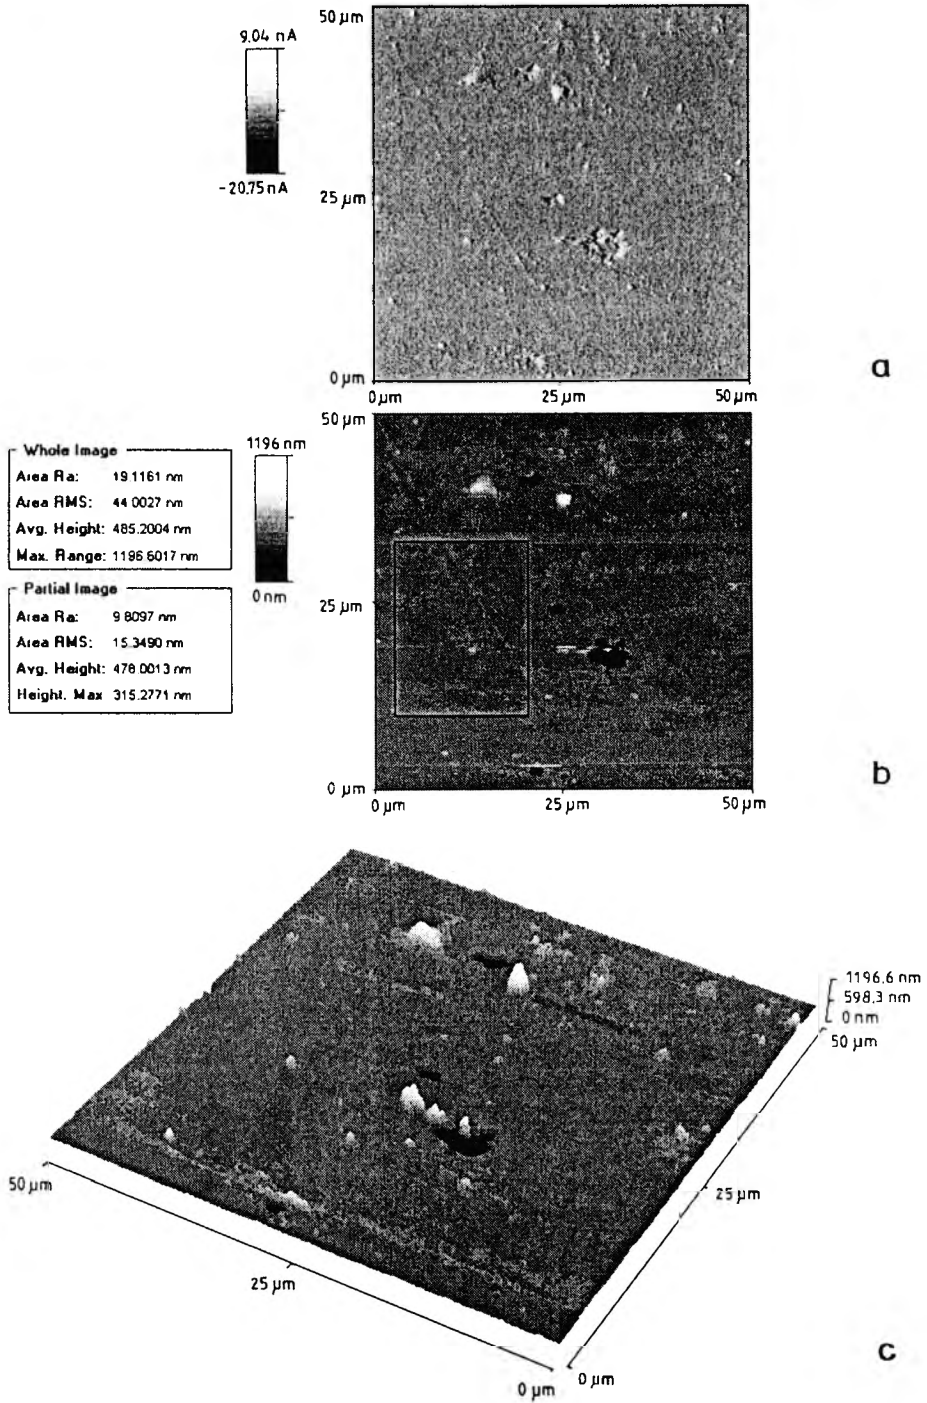 50 µm
9.04 nA
-20.75 nA
25 µm
0 µm
0 µm 25 µm 50 µm
a
50 µm
Whole Image
Area Ra: 19.1161 nm
Area RMS: 44.0027 nm
Avg. Height: 485.2004 nm
Max. Range: 1196.6017 nm
1196 nm
0 nm
Partial Image
Area Ra: 9.8097 nm
Area RMS: 15.3490 nm
Avg. Height: 478.0013 nm
Height. Max 315.2771 nm
25 µm
0 µm
0 µm 25 µm 50 µm
b
1196.6 nm
598.3 nm
0 nm
50 µm
25 µm
0 µm
50 µm
25 µm
0 µm
c